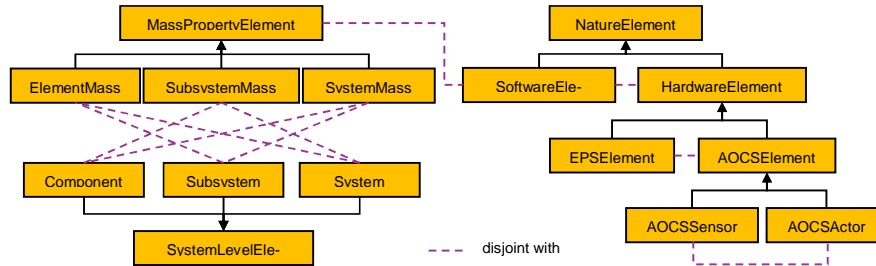 MassPropertyElement
NatureElement
ElementMass
SubsystemMass
SystemMass
SoftwareEle-
HardwareElement
EPSElement
AOCSElement
Component
Subsystem
System
AOCSSensor
AOCSActor
SystemLevelEle-
disjoint with